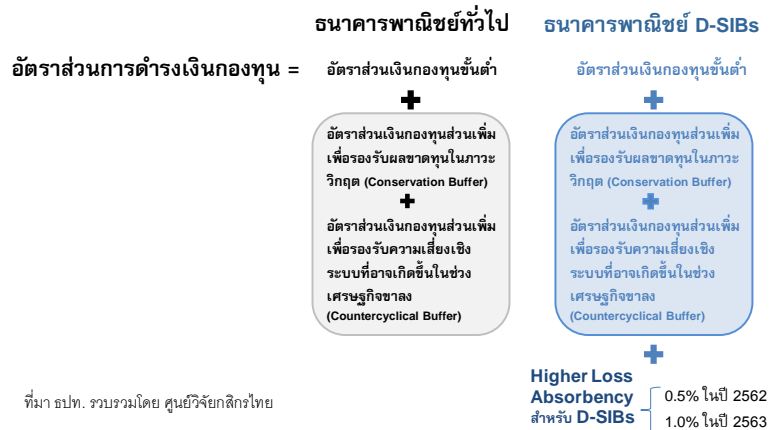 ธนาคารพาณิชย์ทั่วไป
ธนาคารพาณิชย์ D-SIBs
อัตราส่วนการดำรงเงินกองทุน =
อัตราส่วนเงินกองทุนขั้นต่ำ
+
อัตราส่วนเงินกองทุนส่วนเพิ่ม
เพื่อรองรับผลขาดทุนในภาวะ
วิกฤต (Conservation Buffer)
+
อัตราส่วนเงินกองทุนส่วนเพิ่ม
เพื่อรองรับความเสี่ยงเชิง
ระบบที่อาจเกิดขึ้นในช่วง
เศรษฐกิจขาลง
(Countercyclical Buffer)
อัตราส่วนเงินกองทุนขั้นต่ำ
+
อัตราส่วนเงินกองทุนส่วนเพิ่ม
เพื่อรองรับผลขาดทุนในภาวะ
วิกฤต (Conservation Buffer)
+
อัตราส่วนเงินกองทุนส่วนเพิ่ม
เพื่อรองรับความเสี่ยงเชิง
ระบบที่อาจเกิดขึ้นในช่วง
เศรษฐกิจขาลง
(Countercyclical Buffer)
+
Higher Loss
Absorbency
สำหรับ D-SIBs
0.5% ในปี 2562
1.0% ในปี 2563
ที่มา ธปท. รวบรวมโดย ศูนย์วิจัยกสิกรไทย